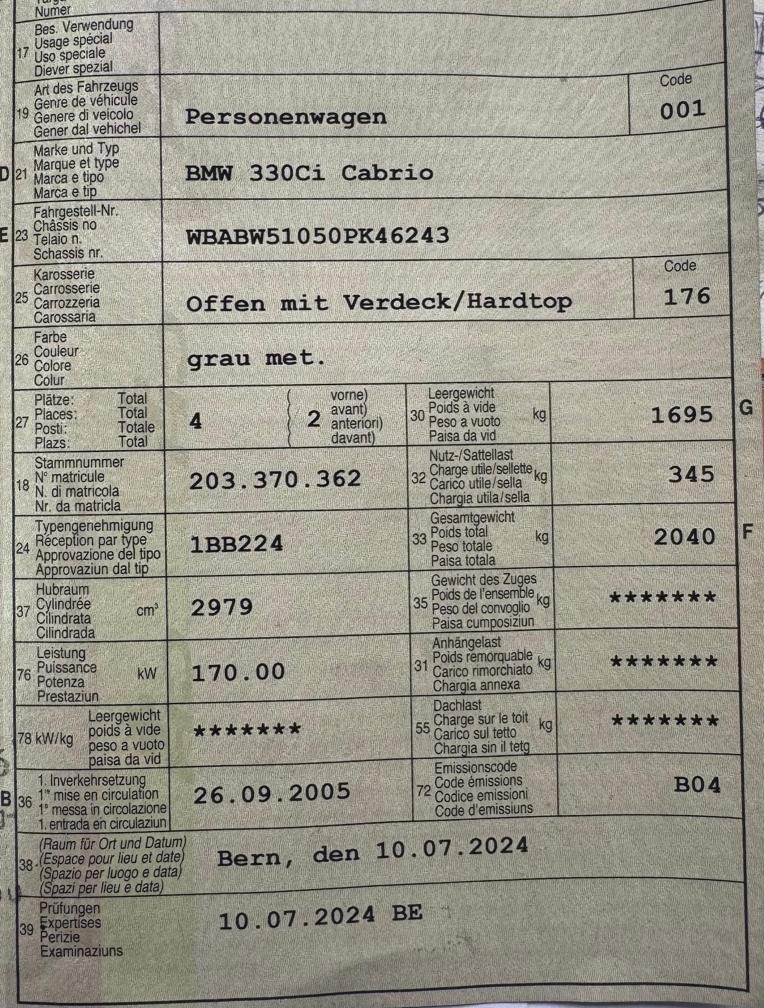 Numer
17 Bes. Verwendung
Usage spécial
Uso speciale
Diever spezial
19 Art des Fahrzeugs
Genre de véhicule
Genere di veicolo
Gener dal vehichel
Personenwagen
Code
001
D 21 Marke und Typ
Marque et type
Marca e tipo
Marca e tip
BMW 330Ci Cabrio
E 23 Fahrgestell-Nr.
Châssis no
Telaio n.
Schassis nr.
WBABW51050PK46243
25 Karosserie
Carrosserie
Carrozzeria
Carossaria
Offen mit Verdeck/Hardtop
Code
176
26 Farbe
Couleur
Colore
Colur
grau met.
27 Plätze: Total
Places: Total
Posti: Totale
Plazs: Total
4
2
vorne)
avant)
anteriori)
davant)
30 Leergewicht
Poids à vide
Peso a vuoto
Paisa da vid
kg
1695
G
18 Stammnummer
N° matricule
N. di matricola
Nr. da matricla
203.370.362
32 Nutz-/Sattellast
Charge utile/sellette
Carico utile/sella
Chargia utila/sella
kg
345
24 Typengenehmigung
Réception par type
Approvazione del tipo
Approvaziun dal tip
1BB224
33 Gesamtgewicht
Poids total
Peso totale
Paisa totala
kg
2040
F
37 Hubraum
Cylindrée
Cilindrata
Cilindrada
cm³
2979
35 Gewicht des Zuges
Poids de l'ensemble
Peso del convoglio
Paisa cumposiziun
kg
*******
76 Leistung
Puissance
Potenza
Prestaziun
kW
170.00
31 Anhängelast
Poids remorquable
Carico rimorchiato
Chargia annexa
kg
*******
78 kW/kg
Leergewicht
poids à vide
peso a vuoto
paisa da vid
*******
55 Dachlast
Charge sur le toit
Carico sul tetto
Chargia sin il tetg
kg
*******
B 36 1. Inverkehrsetzung
1re mise en circulation
1a messa in circolazione
1. entrada en circulaziun
26.09.2005
72 Emissionscode
Code émissions
Codice emissioni
Code d'emissiuns
B04
38 (Raum für Ort und Datum)
(Espace pour lieu et date)
(Spazio per luogo e data)
(Spazi per lieu e data)
Bern, den 10.07.2024
39 Prüfungen
Expertises
Perizie
Examinaziuns
10.07.2024 BE